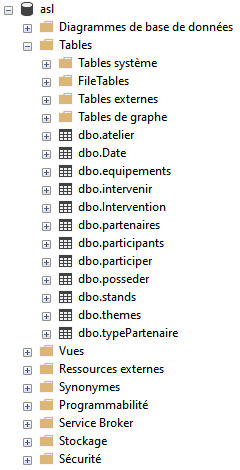 asl
Diagrammes de base de données
Tables
Tables système
FileTables
Tables externes
Tables de graphe
dbo.atelier
dbo.Date
dbo.equipements
dbo.intervenir
dbo.Intervention
dbo.partenaires
dbo.participants
dbo.participer
dbo.posseder
dbo.stands
dbo.themes
dbo.typePartenaire
Vues
Ressources externes
Synonymes
Programmabilité
Service Broker
Stockage
Sécurité